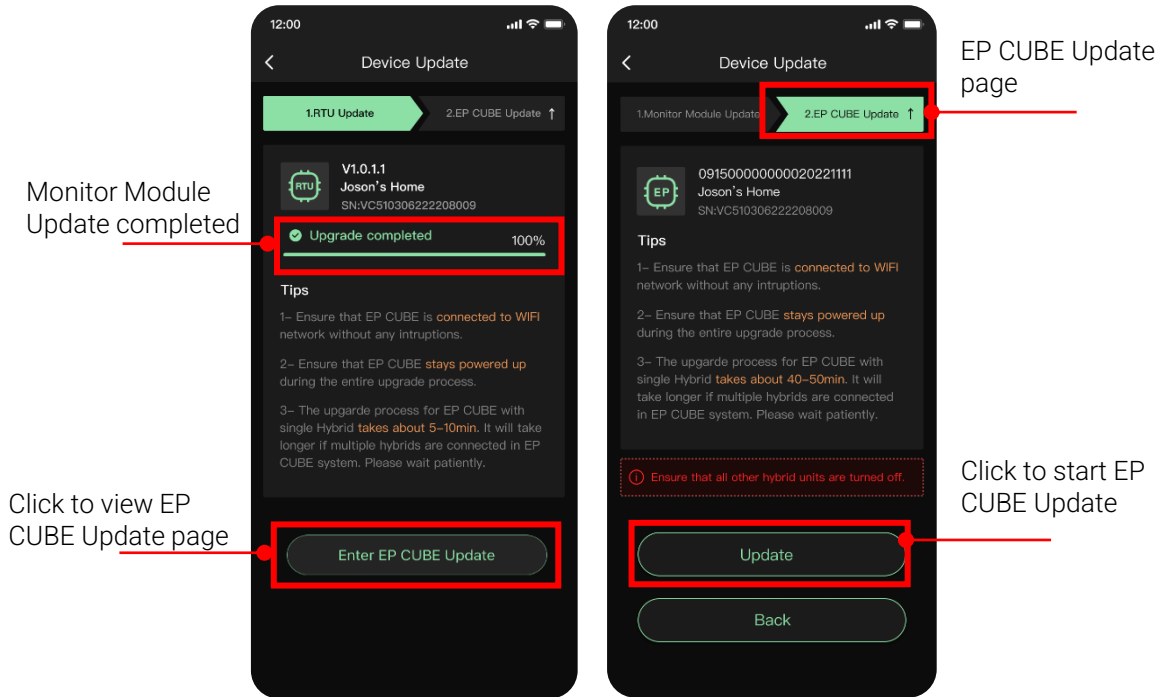 Monitor Module
Update completed
Click to view EP
CUBE Update page
12:00
Device Update
1.RTU Update
2.EP CUBE Update ↑
RTU
V1.0.1.1
Joson's Home
SN:VC510306222208009
Upgrade completed
100%
Tips
1– Ensure that EP CUBE is connected to WIFI
network without any intruptions.
2– Ensure that EP CUBE stays powered up
during the entire upgrade process.
3– The upgarde process for EP CUBE with
single Hybrid takes about 5–10min. It will take
longer if multiple hybrids are connected in EP
CUBE system. Please wait patiently.
Enter EP CUBE Update
12:00
Device Update
1.Monitor Module Update
2.EP CUBE Update ↑
EP
091500000000020221111
Joson's Home
SN:VC510306222208009
Tips
1– Ensure that EP CUBE is connected to WIFI
network without any intruptions.
2– Ensure that EP CUBE stays powered up
during the entire upgrade process.
3– The upgarde process for EP CUBE with
single Hybrid takes about 40–50min. It will
take longer if multiple hybrids are connected
in EP CUBE system. Please wait patiently.
Ensure that all other hybrid units are turned off.
Update
Back
EP CUBE Update
page
Click to start EP
CUBE Update